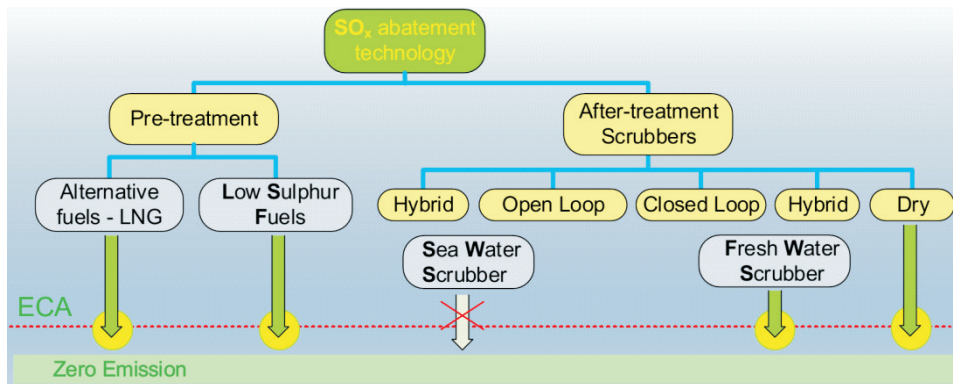 SOx abatement
technology
Pre-treatment
After-treatment
Scrubbers
Alternative
fuels - LNG
Low Sulphur
Fuels
Hybrid
Open Loop
Closed Loop
Hybrid
Dry
Sea Water
Scrubber
Fresh Water
Scrubber
ECA
Zero Emission